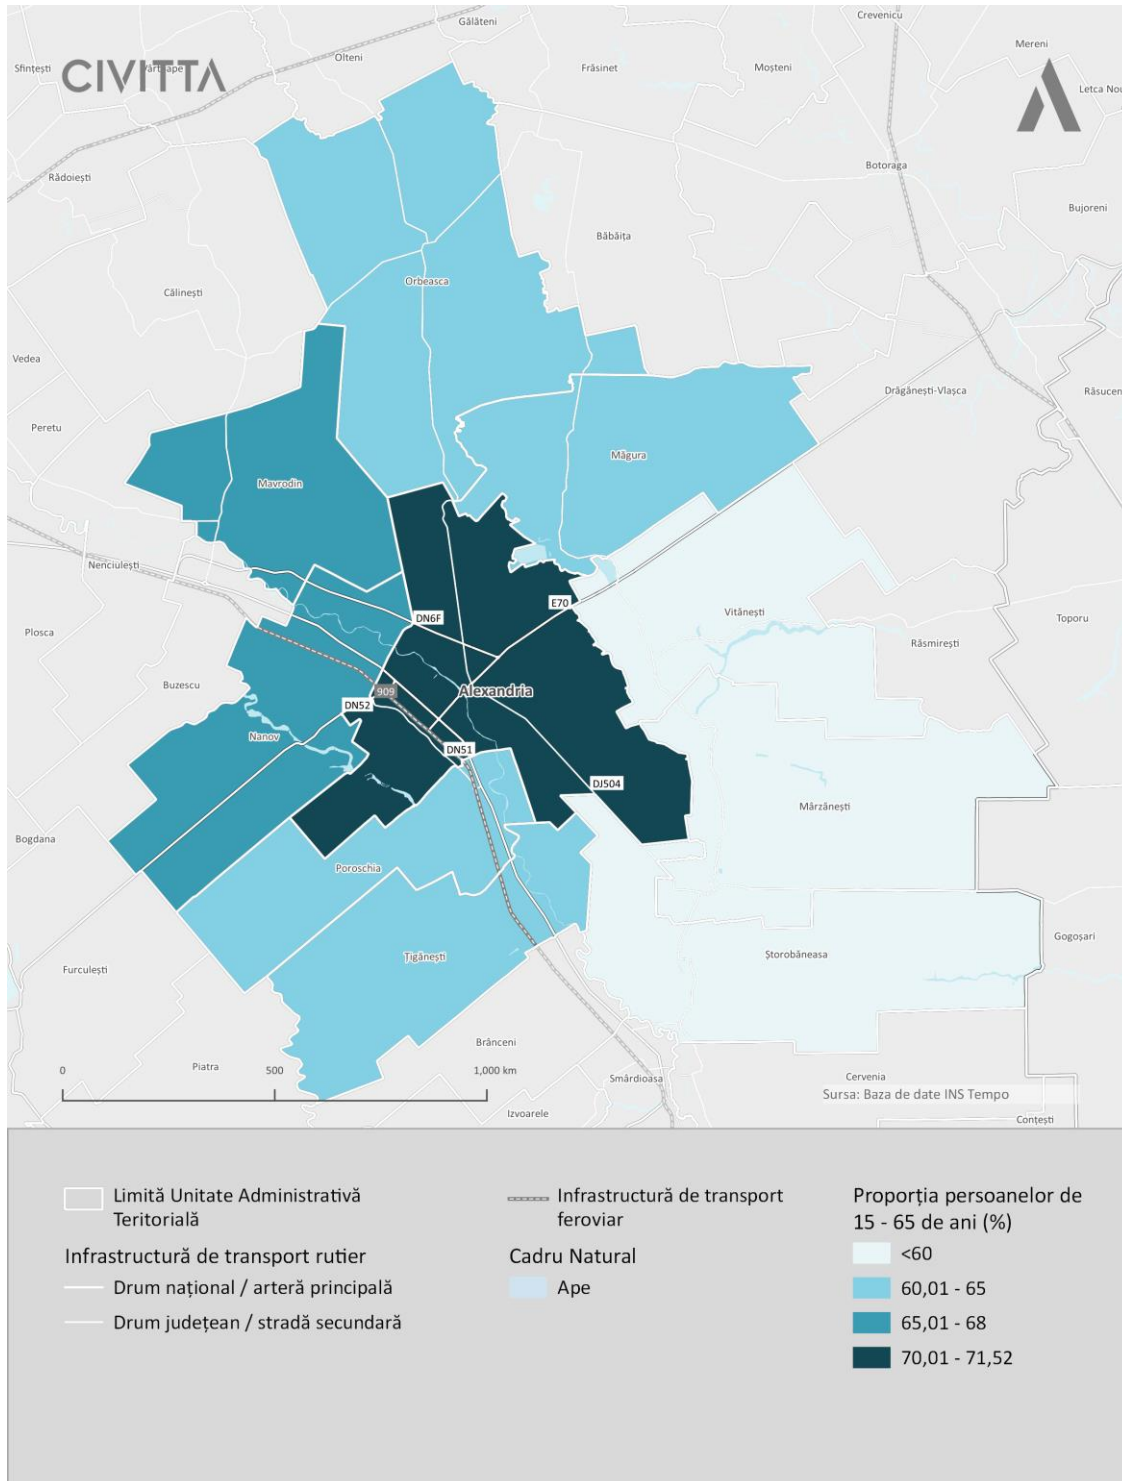 Crevenicu
Gălăteni
Mereni
Olteni
Sfințești
CIVITTA
Frăsinet
Moșteni
Letca Nou
Botoraga
Rădoiești
Bujoreni
Băbăița
Orbeasca
Călinești
Vedea
Drăgănești-Vlașca
Răsucen
Peretu
Măgura
Mavrodin
Nenciulești
E70
Vitănești
DN6F
Toporu
Plosca
Răsmirești
Buzescu
909
Alexandria
DN52
Nanov
DN51
DJ504
Mârzănești
Bogdana
Poroschia
Gogoșari
Furculești
Țigănești
Ștorobăneasa
Brânceni
Piatra
0
500
1,000 km
Smârdioasa
Cervenia
Sursa: Baza de date INS Tempo
Izvoarele
Conțești
Limită Unitate Administrativă
Teritorială
Infrastructură de transport rutier
Drum național / arteră principală
Drum județean / stradă secundară
Infrastructură de transport
feroviar
Cadru Natural
Ape
Proporția persoanelor de
15 - 65 de ani (%)
<60
60,01 - 65
65,01 - 68
70,01 - 71,52